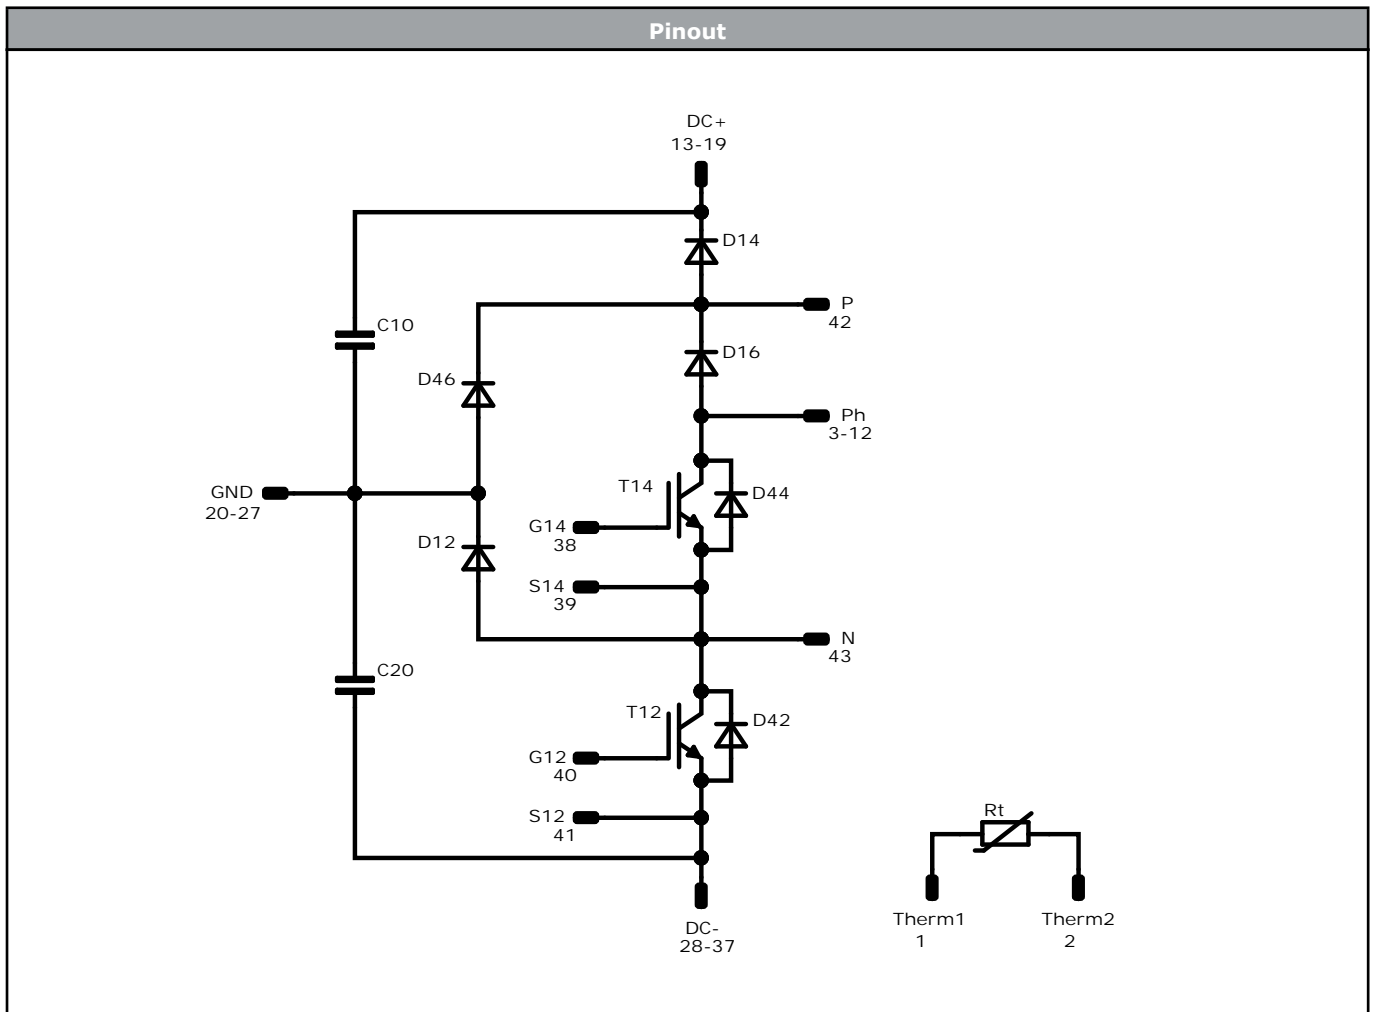 Pinout
DC+
13-19
D14
P
42
C10
D16
D46
Ph
3-12
T14
D44
GND
20-27
G14
38
D12
S14
39
N
43
C20
T12
D42
G12
40
S12
41
Rt
DC-
28-37
Therm1
1
Therm2
2